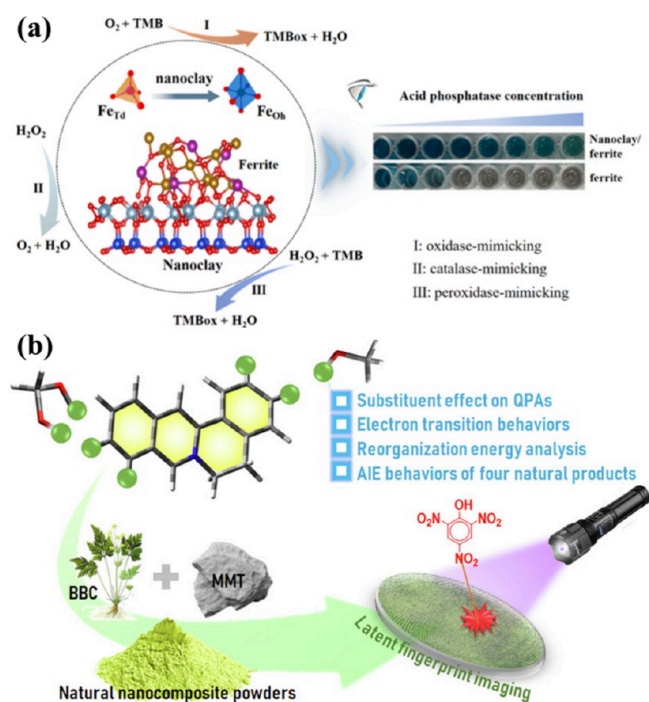 (a)
O₂ + TMB
I
TMBox + H₂O
nanoclay
Fe_Td
Fe_Oh
H₂O₂
Ferrite
II
O₂ + H₂O
Nanoclay
H₂O₂ + TMB
III
TMBox + H₂O
Acid phosphatase concentration
Nanoclay/
ferrite
ferrite
I: oxidase-mimicking
II: catalase-mimicking
III: peroxidase-mimicking
(b)
Substituent effect on QPAs
Electron transition behaviors
Reorganization energy analysis
AIE behaviors of four natural products
OH
O₂N
NO₂
NO₂
BBC
MMT
Natural nanocomposite powders
Latent fingerprint imaging